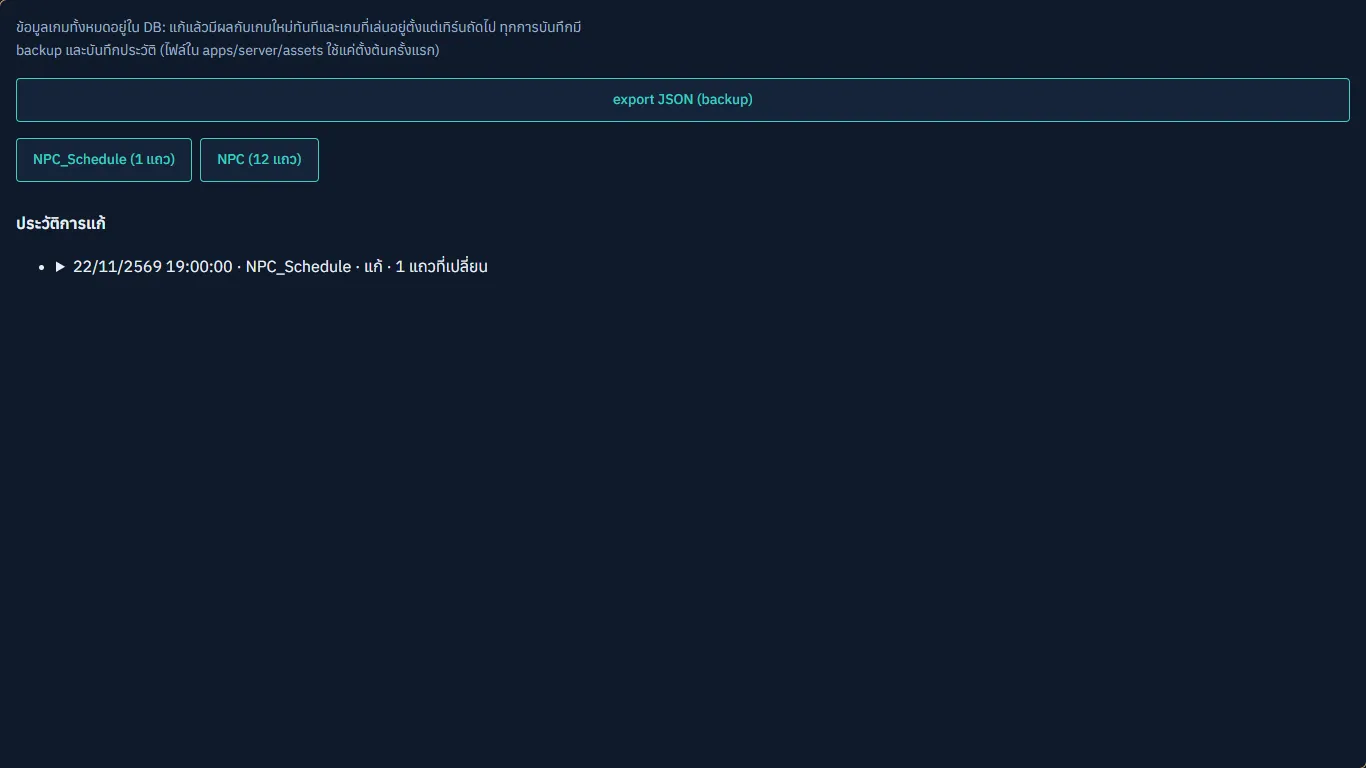 ข้อมูลเกมทั้งหมดอยู่ใน DB: แก้แล้วมีผลกับเกมใหม่ทันทีและเกมที่เล่นอยู่ตั้งแต่เทิร์นถัดไป ทุกการบันทึกมี
backup และบันทึกประวัติ (ไฟล์ใน apps/server/assets ใช้แค่ตั้งต้นครั้งแรก)
export JSON (backup)
NPC_Schedule (1 แถว) NPC (12 แถว)
ประวัติการแก้
• ▶ 22/11/2569 19:00:00 · NPC_Schedule · แก้ · 1 แถวที่เปลี่ยน